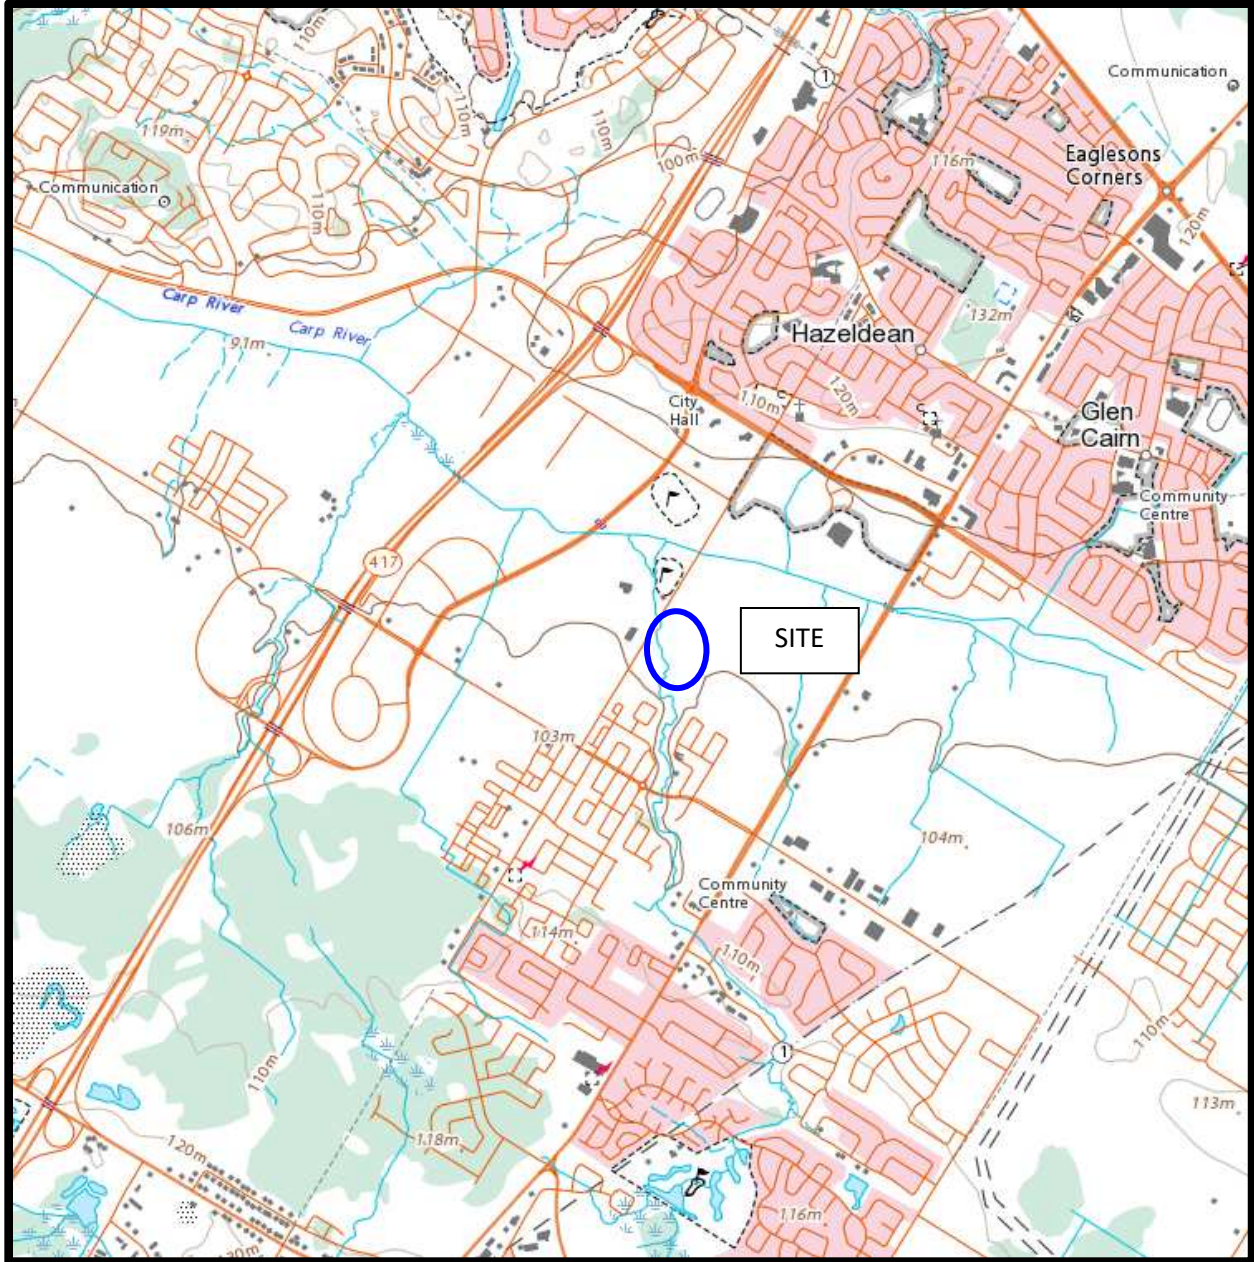 110m
1
Communication
119m
110m
110m
116m
Eaglesons
Corners
100m
Communication
110m
120m
Carp River
Carp River
132m
91m
Hazeldean
City
Hall
110m
120m
Glen
Cairn
Community
Centre
417
SITE
103m
106m
104m
Community
Centre
114m
110m
110m
1
110m
113m
118m
120m
116m